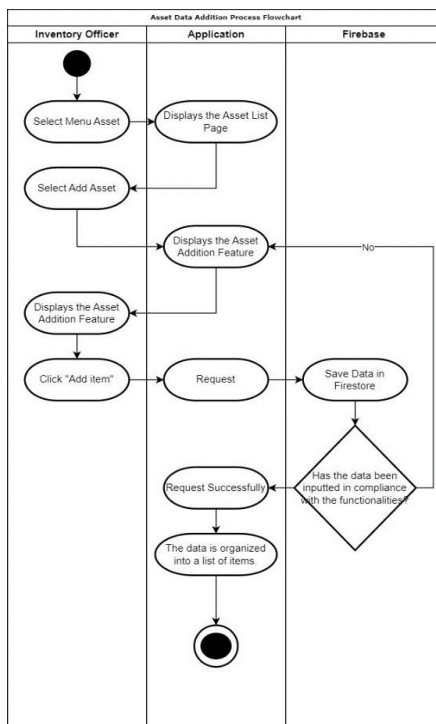 Asset Data Addition Process Flowchart
Inventory Officer
Application
Firebase
Select Menu Asset
Displays the Asset List
Page
Select Add Asset
Displays the Asset
Addition Feature
No
Displays the Asset
Addition Feature
Click "Add item"
Request
Save Data in
Firestore
Has the data been
inputted in compliance
with the functionalities?
Request Successfully
The data is organized
into a list of items